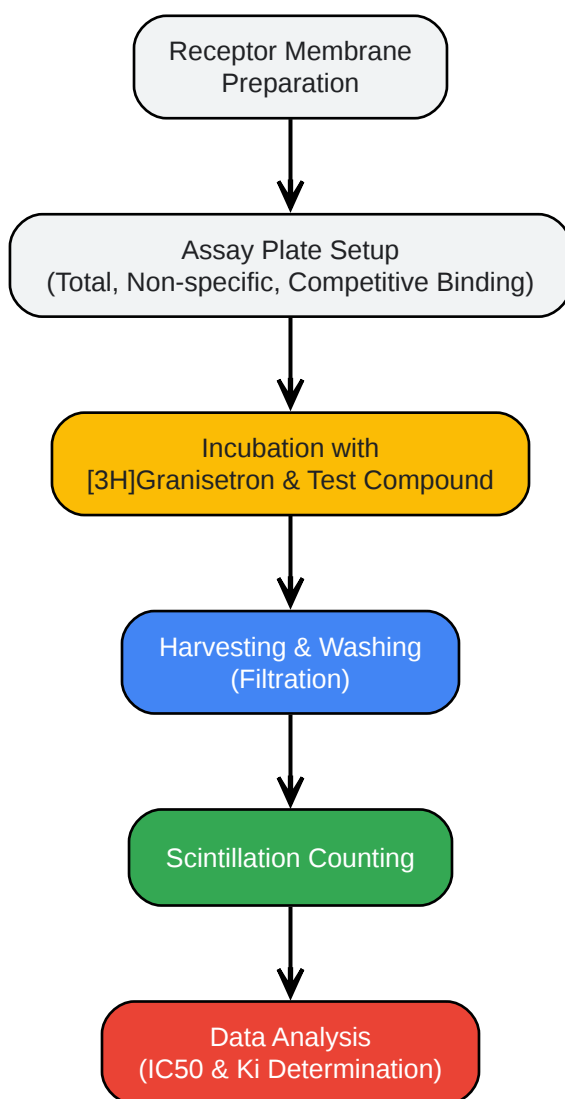 Receptor Membrane
Preparation
Assay Plate Setup
(Total, Non-specific, Competitive Binding)
Incubation with
[3H]Granisetron & Test Compound
Harvesting & Washing
(Filtration)
Scintillation Counting
Data Analysis
(IC50 & Ki Determination)